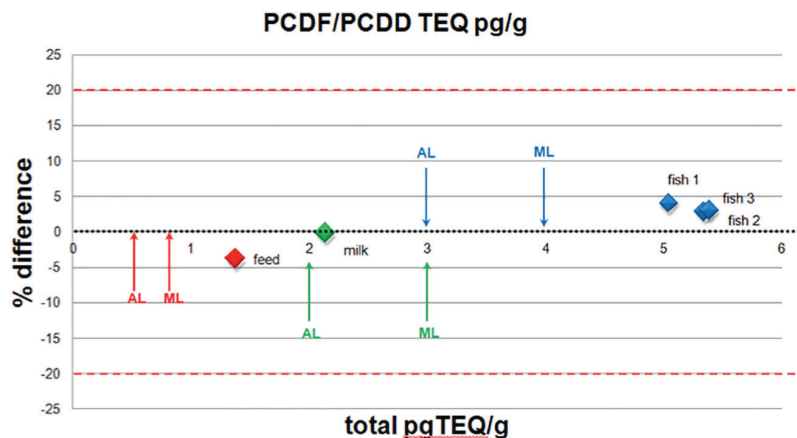 PCDF/PCDD TEQ pg/g
25
20
15
AL ML
10
fish 1
5
fish 3
fish 2
0
0 1 2 milk 3 4 5 6
feed
-5
AL ML
-10
AL ML
-15
-20
-25
% difference
total pgTEQ/g